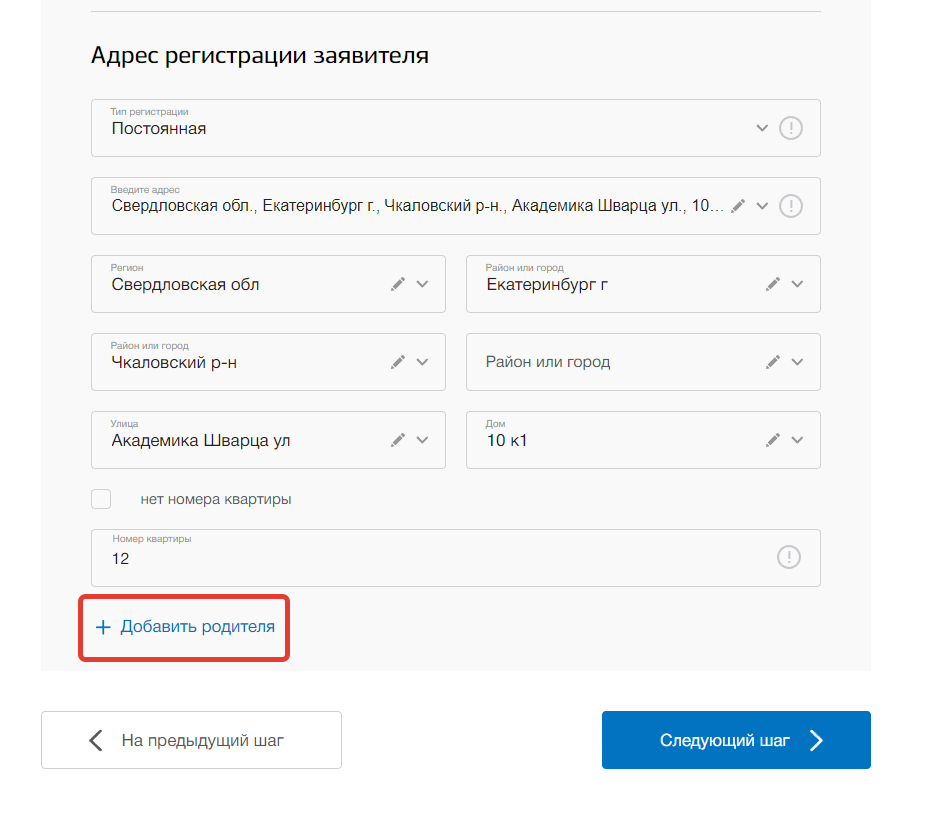 Адрес регистрации заявителя
Тип регистрации
Постоянная
Введите адрес
Свердловская обл., Екатеринбург г., Чкаловский р-н., Академика Шварца ул., 10...
Регион
Свердловская обл
Район или город
Екатеринбург г
Район или город
Чкаловский р-н
Район или город
Улица
Академика Шварца ул
Дом
10 к1
нет номера квартиры
Номер квартиры
12
+ Добавить родителя
На предыдущий шаг
Следующий шаг